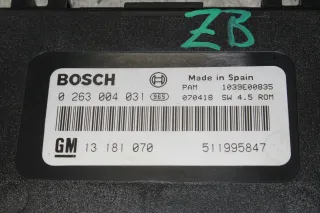 ZB
BOSCH Made in Spain
PAM 1039E00835
0 263 004 031 965 070418 SW 4.5 ROM
GM 13 181 070 511995847